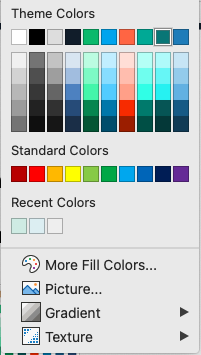 Theme Colors
Standard Colors
Recent Colors
More Fill Colors...
Picture...
Gradient
Texture